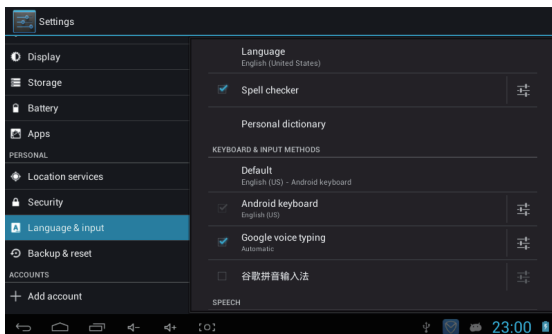 Settings
Display
Storage
Battery
Apps
PERSONAL
Location services
Security
Language & input
Backup & reset
ACCOUNTS
Add account
Language
English (United States)
Spell checker
Personal dictionary
KEYBOARD & INPUT METHODS
Default
English (US) - Android keyboard
Android keyboard
English (US)
Google voice typing
Automatic
谷歌拼音输入法
SPEECH
23:00